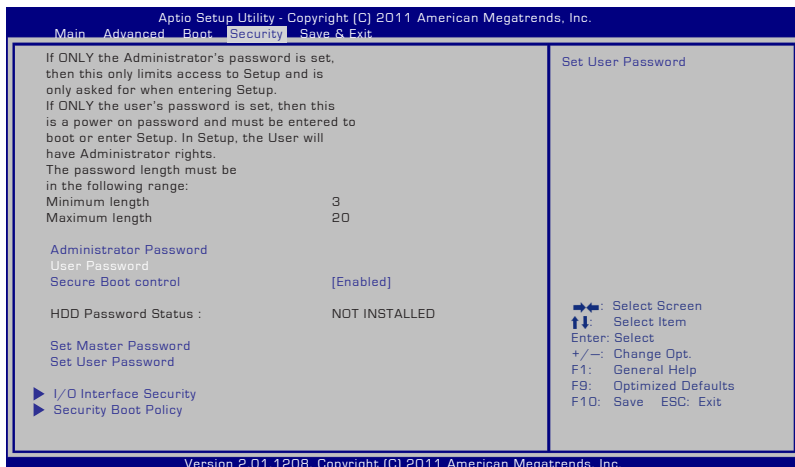 Aptio Setup Utility - Copyright (C) 2011 American Megatrends, Inc.
Main Advanced Boot Security Save & Exit
If ONLY the Administrator's password is set,
then this only limits access to Setup and is
only asked for when entering Setup.
If ONLY the user's password is set, then this
is a power on password and must be entered to
boot or enter Setup. In Setup, the User will
have Administrator rights.
The password length must be
in the following range:
Minimum length 3
Maximum length 20
Administrator Password
User Password
Secure Boot control [Enabled]
HDD Password Status : NOT INSTALLED
Set Master Password
Set User Password
I/O Interface Security
Security Boot Policy
Set User Password
→←: Select Screen
↑↓: Select Item
Enter: Select
+/—: Change Opt.
F1: General Help
F9: Optimized Defaults
F10: Save ESC: Exit
Version 2.01.1208. Copyright (C) 2011 American Megatrends, Inc.